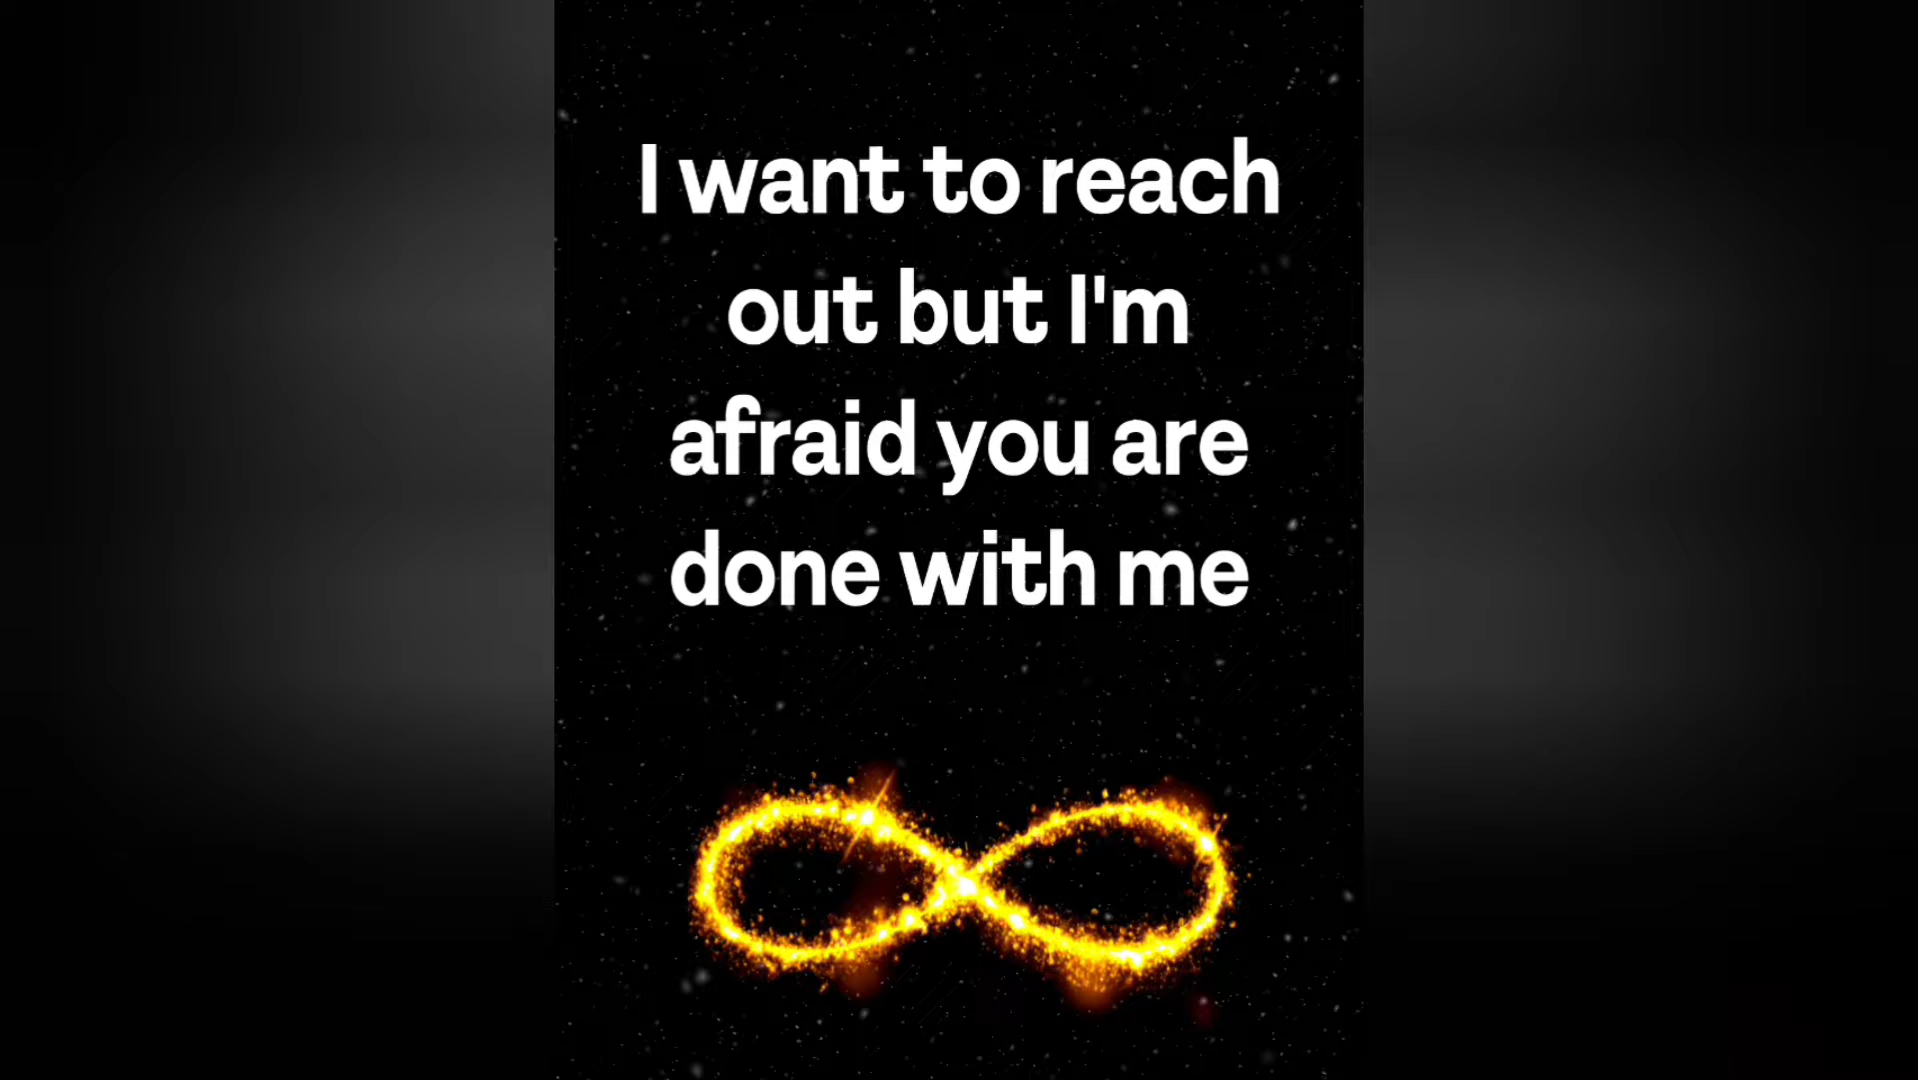 I want to reach
out but I'm
afraid you are
done with me